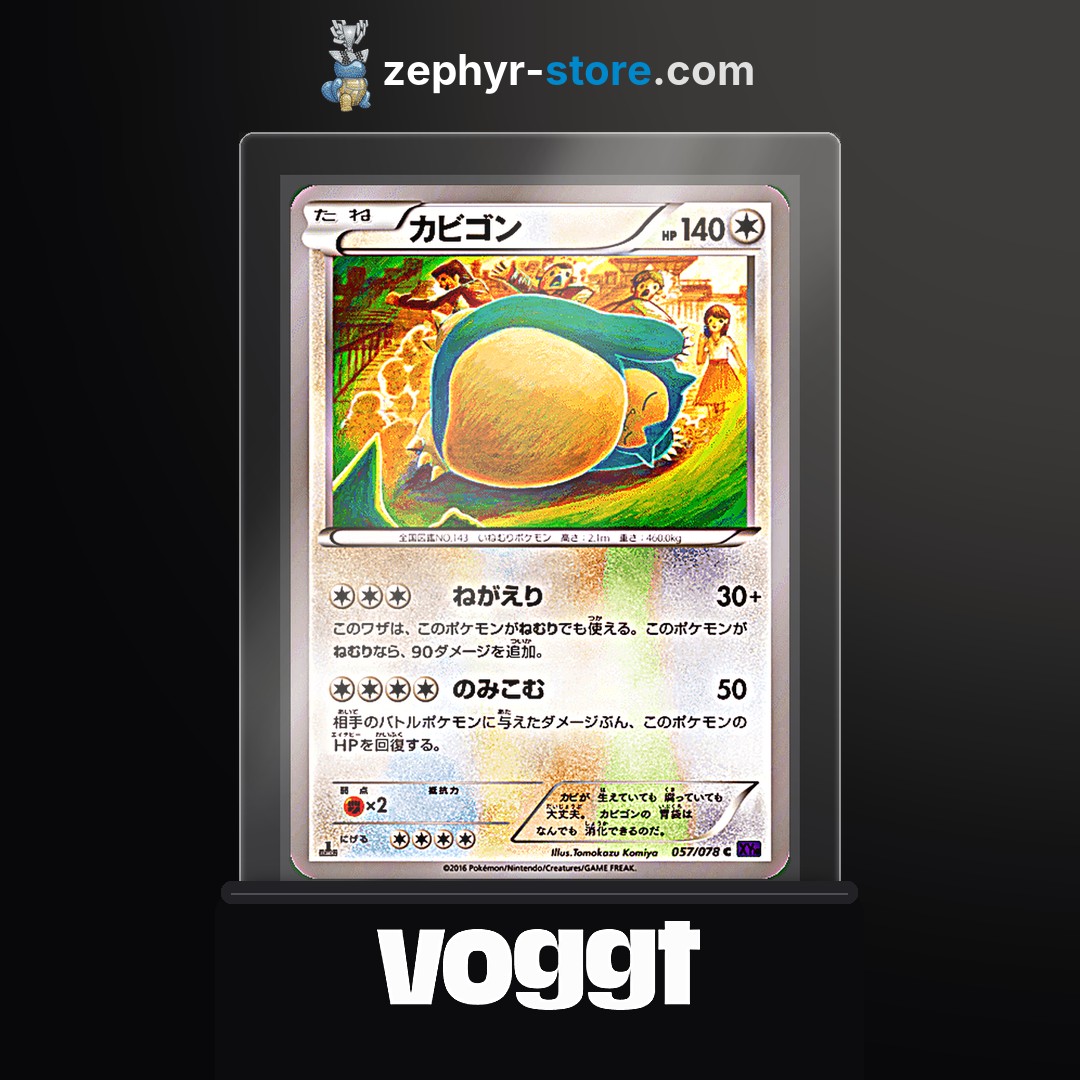 zephyr-store.com
たね カビゴン HP 140
全国図鑑NO.143 いねむりポケモン 高さ：2.1m 重さ：460.0kg
ねがえり 30+
このワザは、このポケモンがねむりでも使える。このポケモンが
ねむりなら、90ダメージを追加。
のみこむ 50
相手のバトルポケモンに与えたダメージぶん、このポケモンの
HPを回復する。
弱点 抵抗力
×2
にげる
カビが 生えていても 腐っていても
大丈夫。 カビゴンの 胃袋は
なんでも 消化できるのだ。
Illus.Tomokazu Komiya 057/078 C XY
©2016 Pokémon/Nintendo/Creatures/GAME FREAK.
voggt